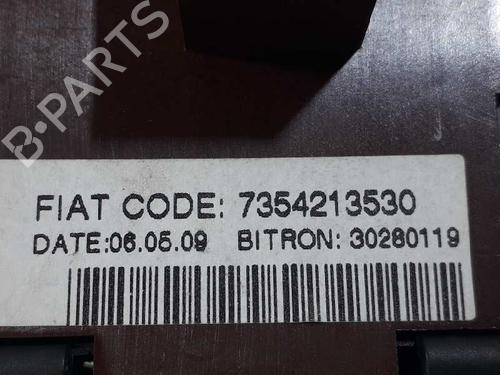 B-PARTS
FIAT CODE: 7354213530
DATE:06.05.09 BITRON: 30280119